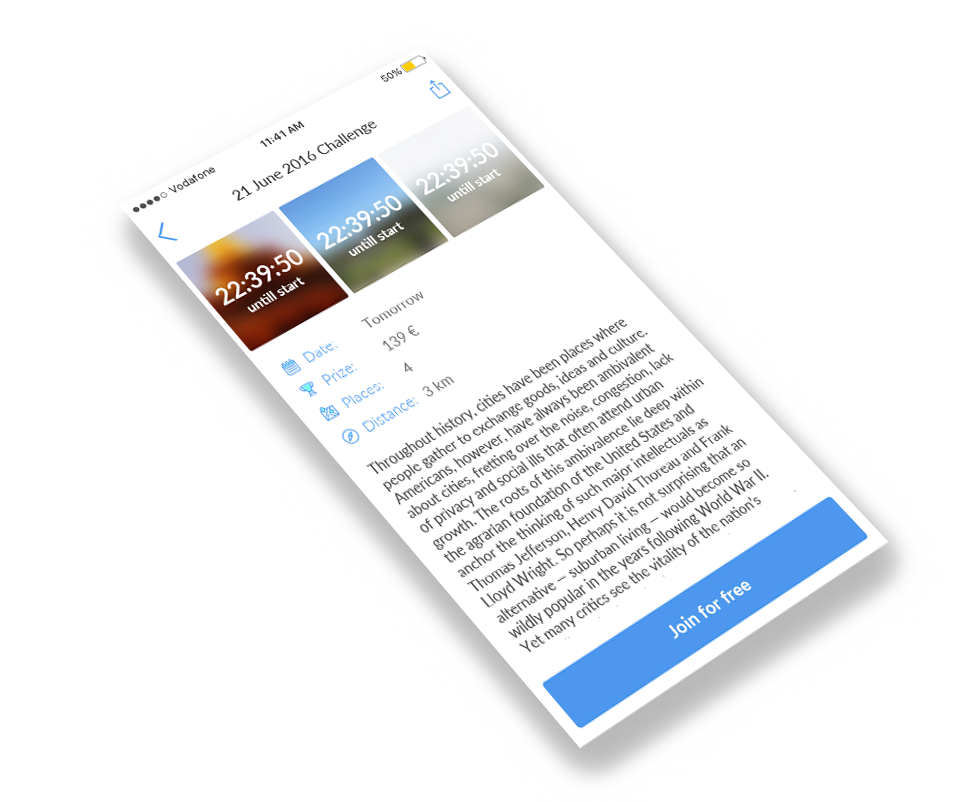 Vodafone 11:41 AM 50%
21 June 2016 Challenge
22:39:50
untill start
22:39:50
untill start
22:39:50
untill start
Date: Tomorrow
Prize: 139 €
Places: 4
Distance: 3 km
Throughout history, cities have been places where
people gather to exchange goods, ideas and culture.
Americans, however, have always been ambivalent
about cities, fretting over the noise, congestion, lack
of privacy and social ills that often attend urban
growth. The roots of this ambivalence lie deep within
the agrarian foundation of the United States and
anchor the thinking of such major intellectuals as
Thomas Jefferson, Henry David Thoreau and Frank
Lloyd Wright. So perhaps it is not surprising that an
alternative — suburban living — would become so
wildly popular in the years following World War II.
Yet many critics see the vitality of the nation's
Join for free